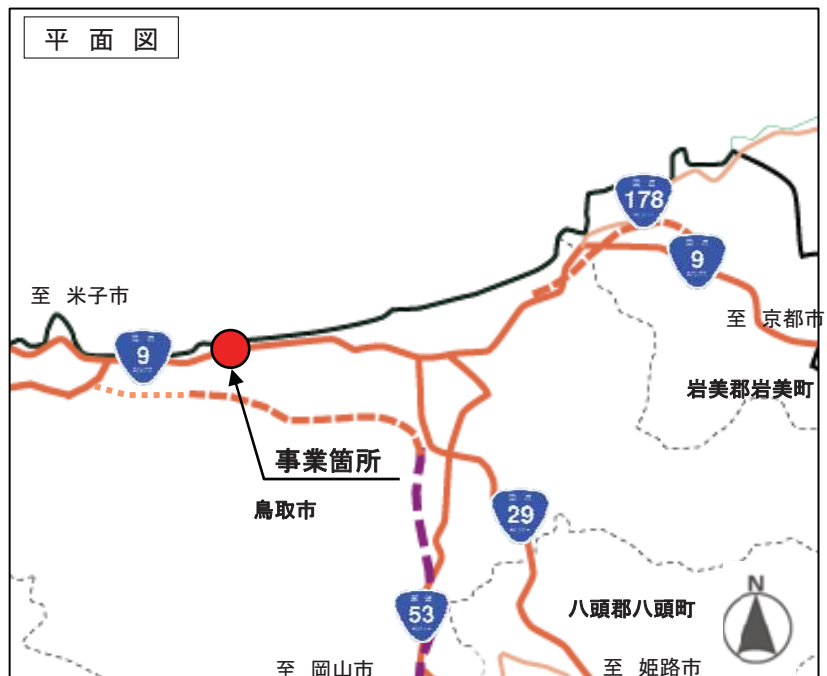 平 面 図
178
9
至 米子市
至 京都市
9
岩美郡岩美町
事業箇所
鳥取市
29
N
八頭郡八頭町
53
至 岡山市
至 姫路市